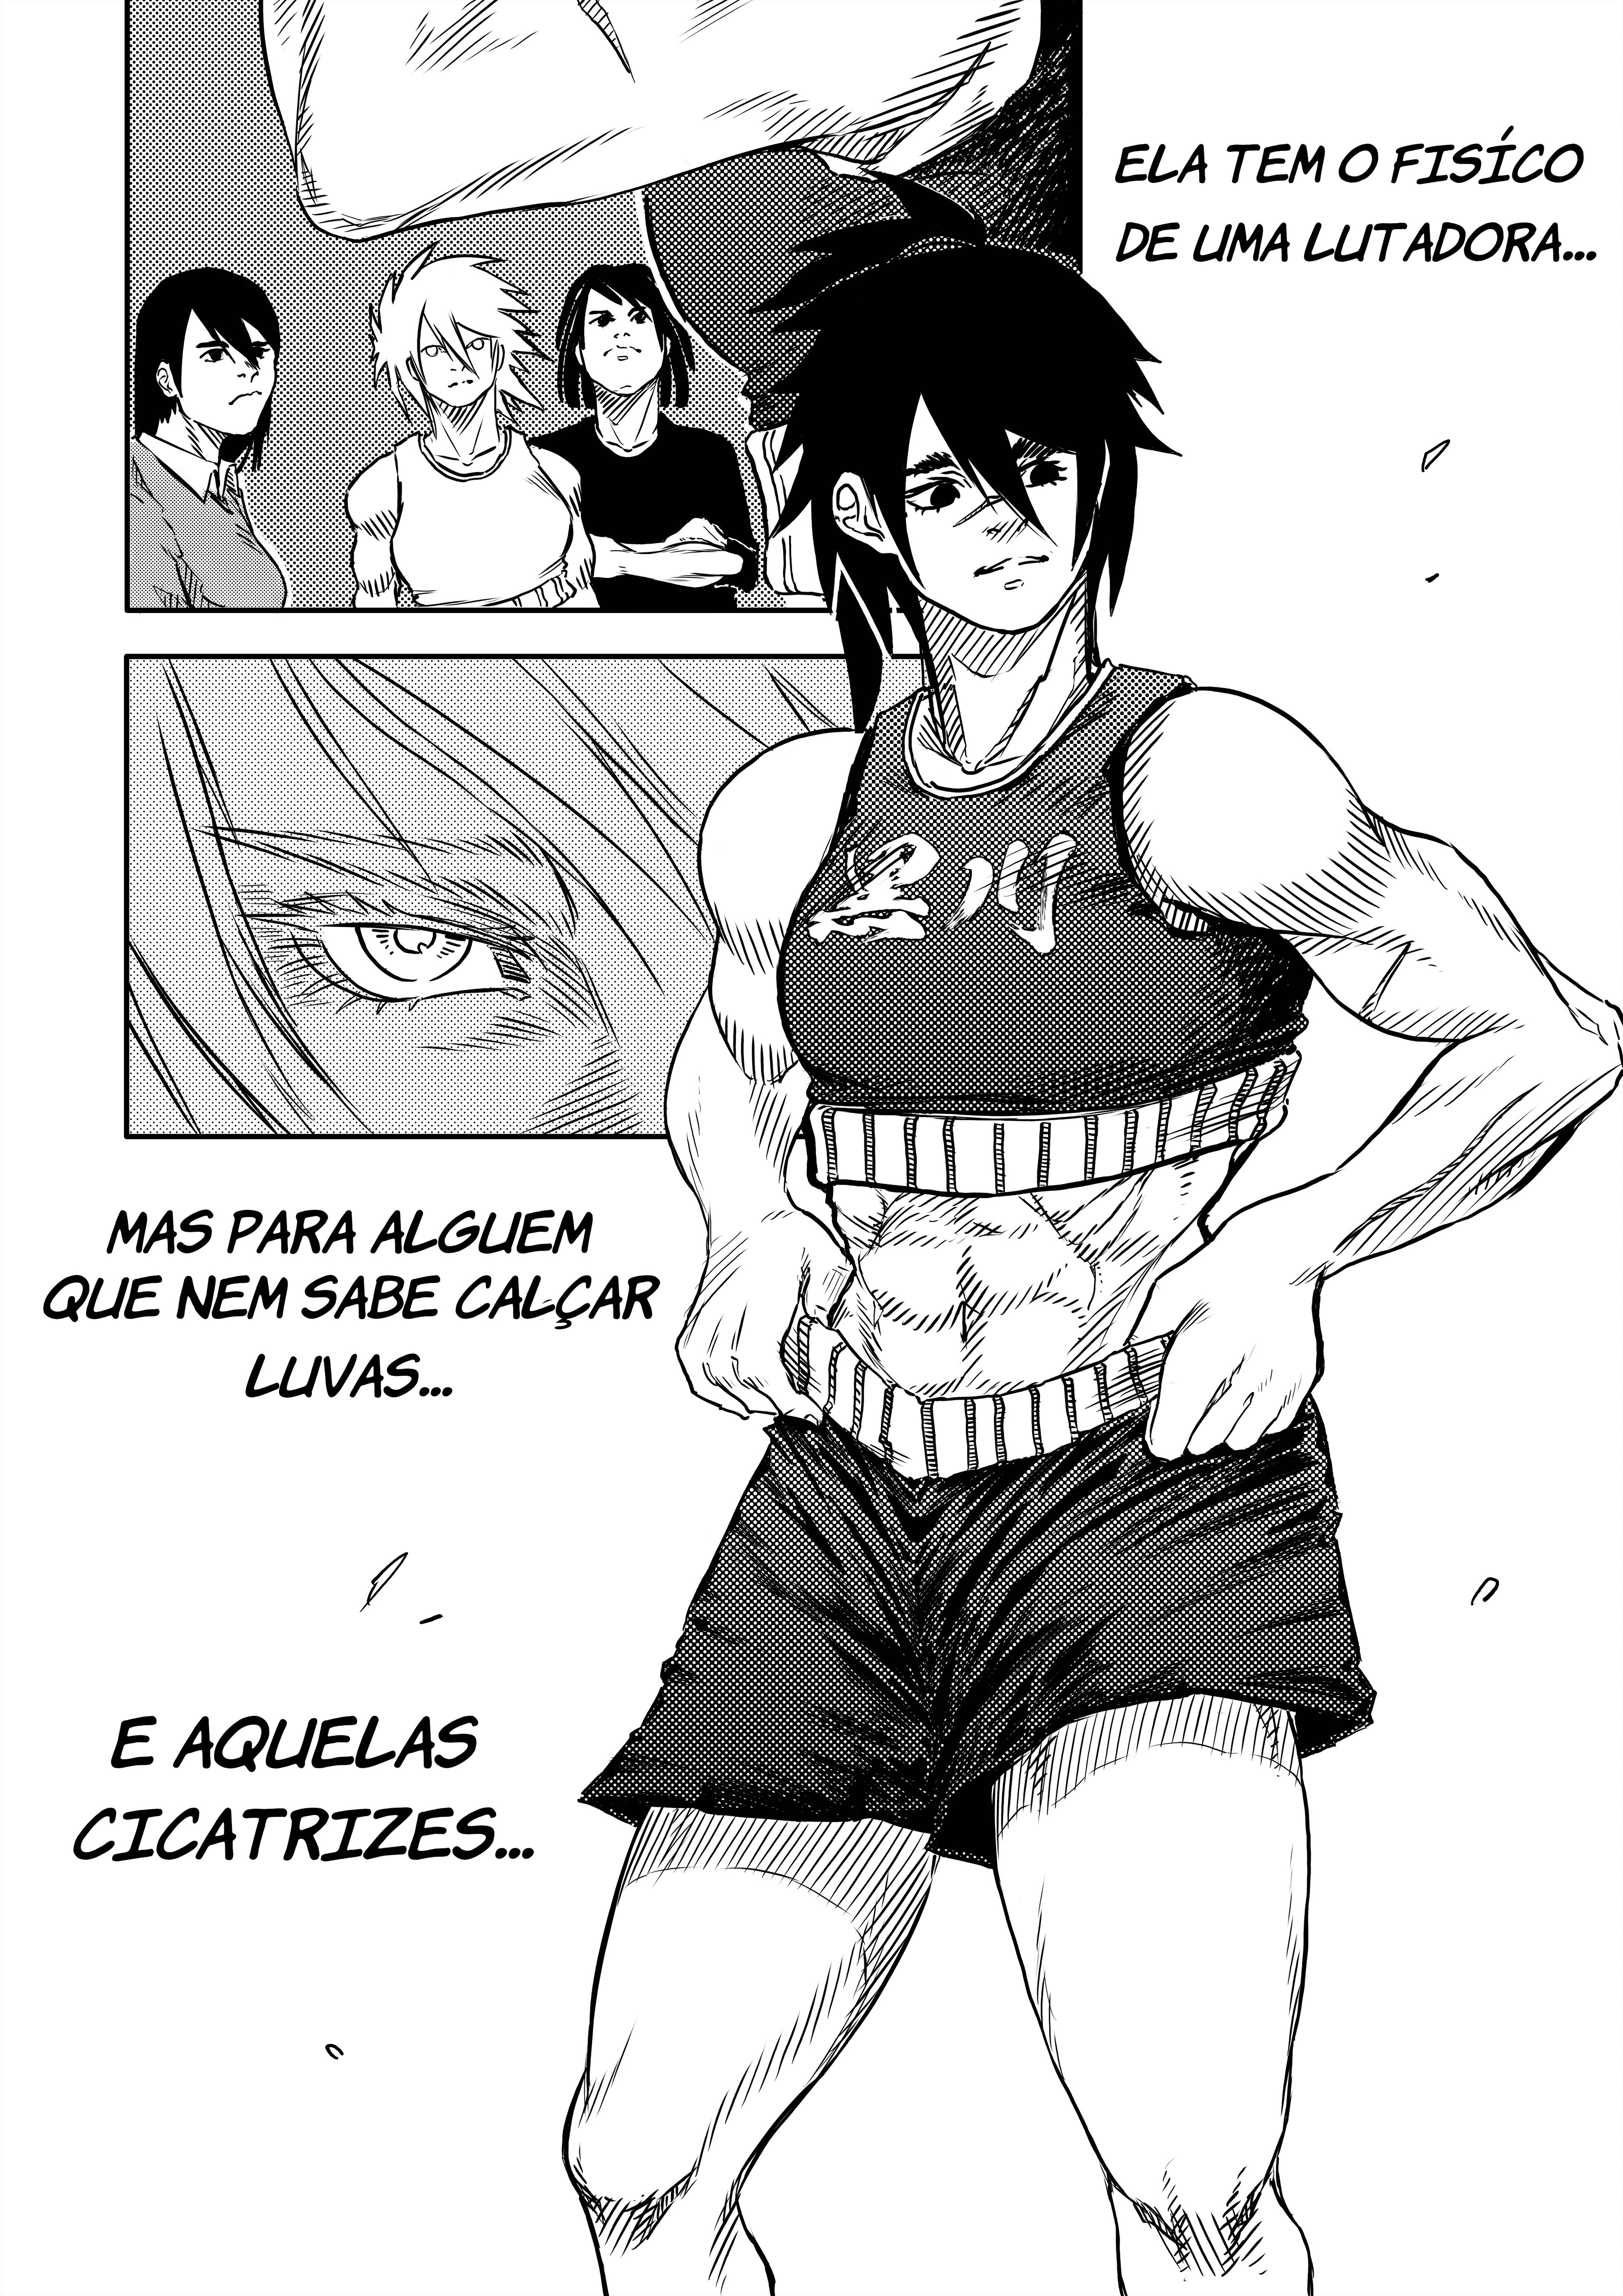 ELA TEM O FISÍCO
DE UMA LUTADORA...
MAS PARA ALGUEM
QUE NEM SABE CALÇAR
LUVAS...
E AQUELAS
CICATRIZES...